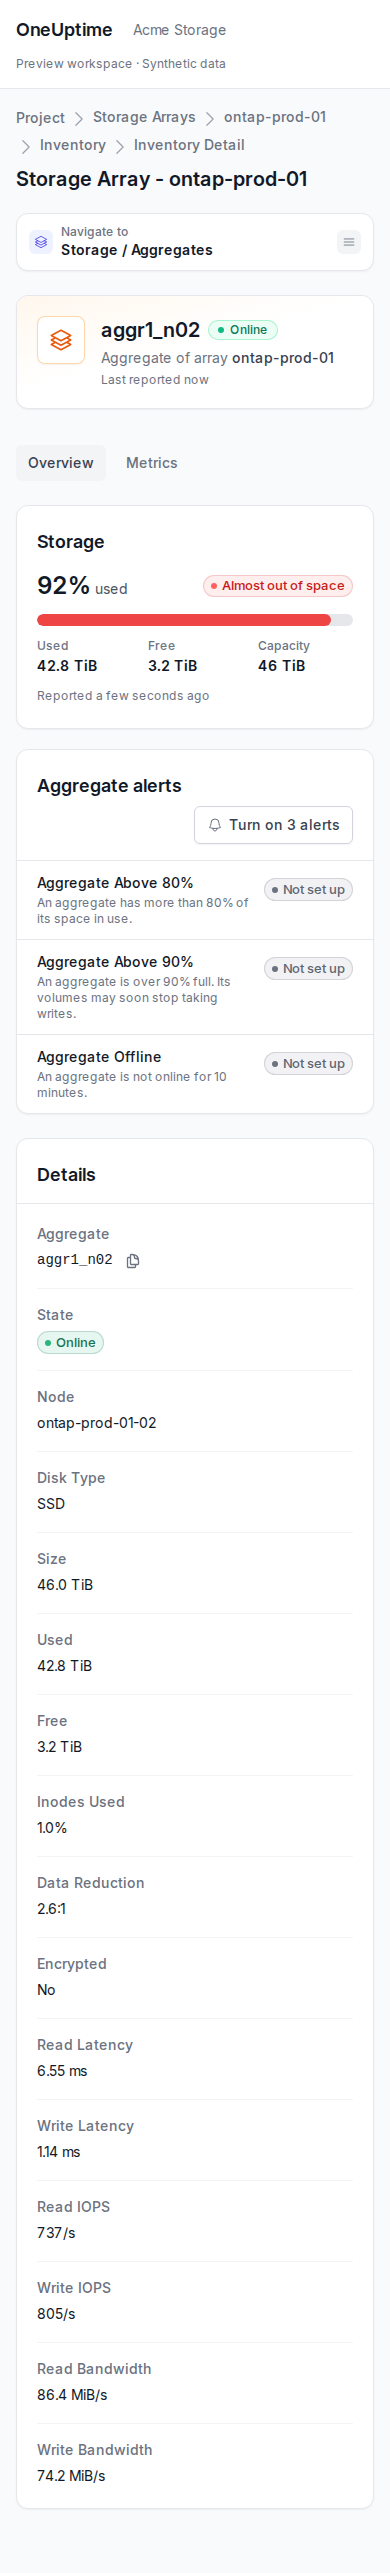 OneUptime Acme Storage
Preview workspace · Synthetic data
Project Storage Arrays ontap-prod-01
Inventory Inventory Detail
Storage Array - ontap-prod-01
Navigate to
Storage / Aggregates
aggr1_n02 Online
Aggregate of array ontap-prod-01
Last reported now
Overview Metrics
Storage
92% used Almost out of space
Used Free Capacity
42.8 TiB 3.2 TiB 46 TiB
Reported a few seconds ago
Aggregate alerts
Turn on 3 alerts
Aggregate Above 80% Not set up
An aggregate has more than 80% of
its space in use.
Aggregate Above 90% Not set up
An aggregate is over 90% full. Its
volumes may soon stop taking
writes.
Aggregate Offline Not set up
An aggregate is not online for 10
minutes.
Details
Aggregate
aggr1_n02
State
Online
Node
ontap-prod-01-02
Disk Type
SSD
Size
46.0 TiB
Used
42.8 TiB
Free
3.2 TiB
Inodes Used
1.0%
Data Reduction
2.6:1
Encrypted
No
Read Latency
6.55 ms
Write Latency
1.14 ms
Read IOPS
737/s
Write IOPS
805/s
Read Bandwidth
86.4 MiB/s
Write Bandwidth
74.2 MiB/s